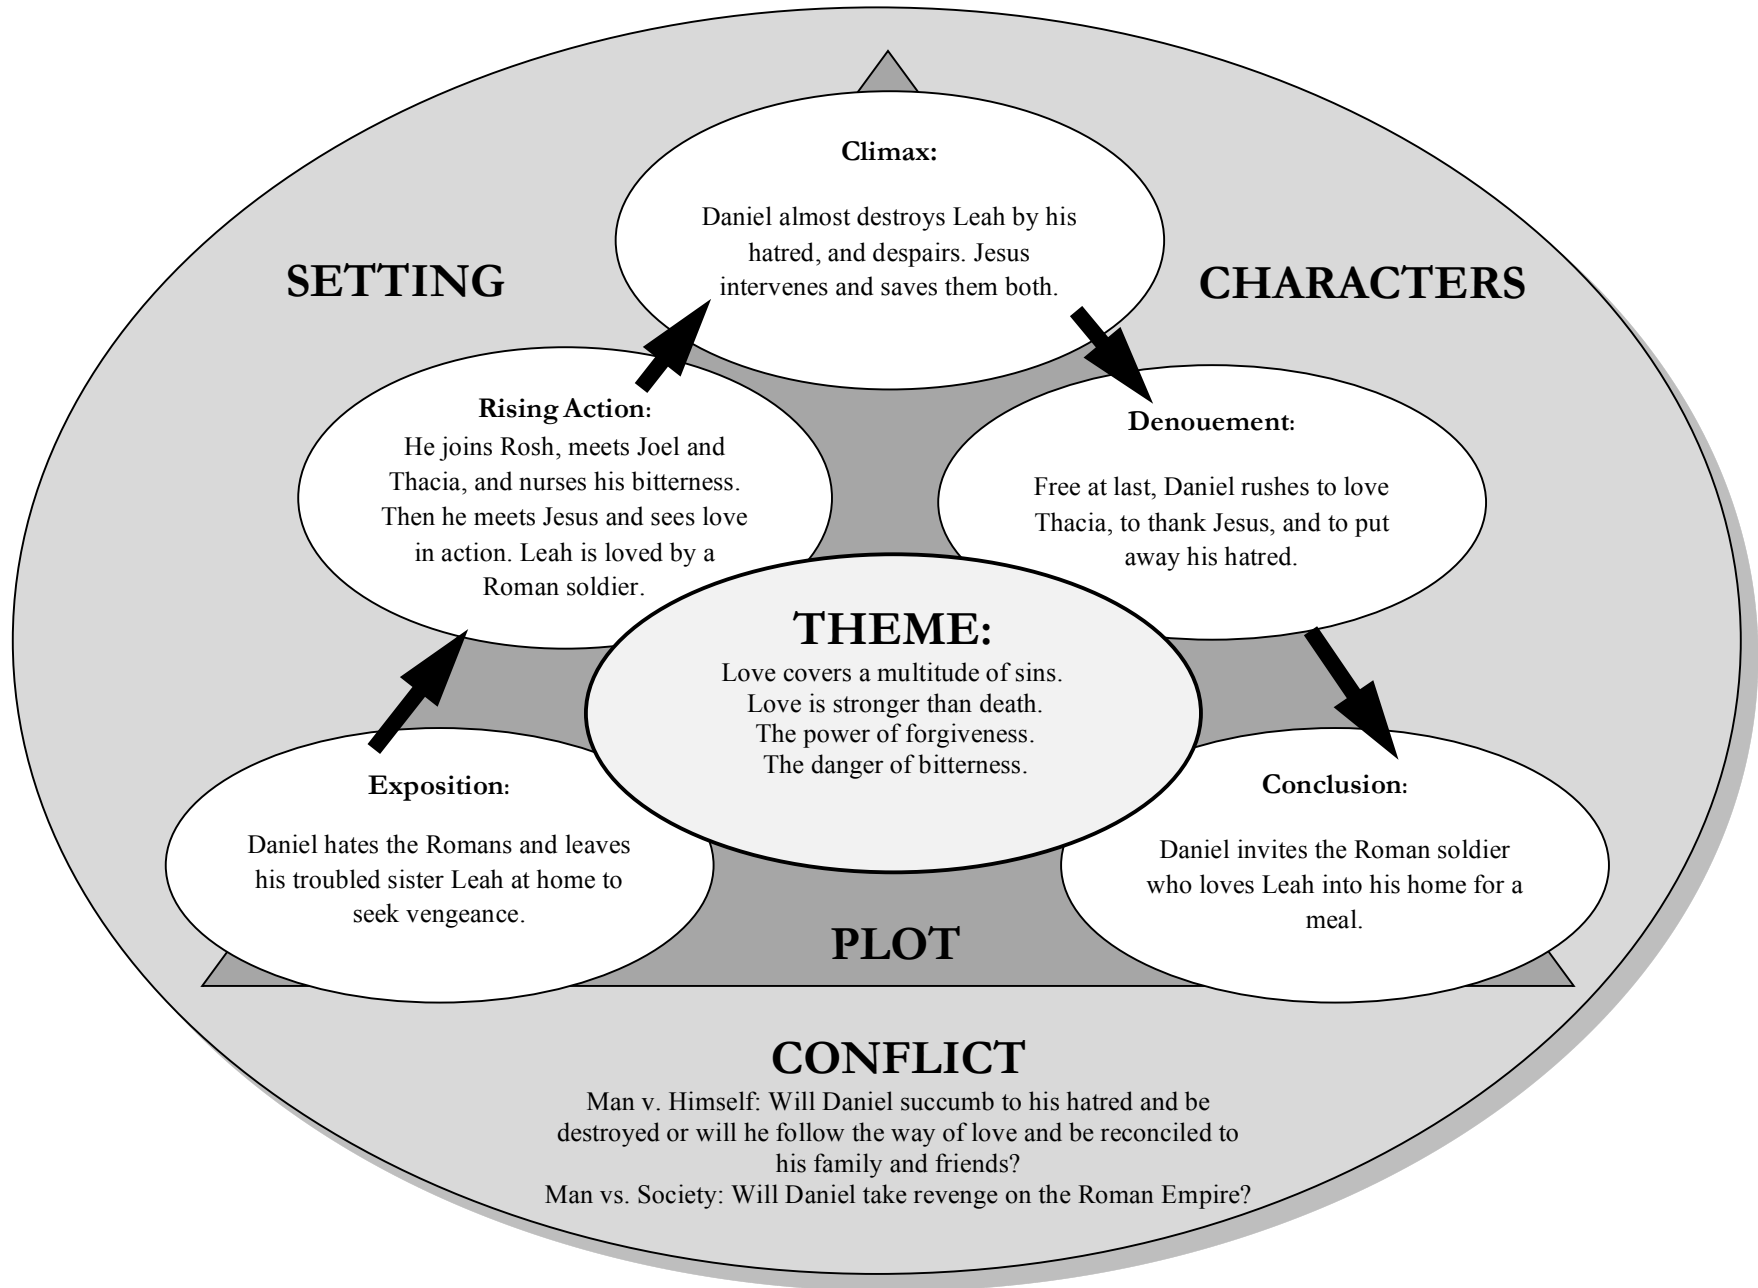 Climax:
Daniel almost destroys Leah by his
hatred, and despairs. Jesus
intervenes and saves them both.
SETTING
CHARACTERS
Rising Action:
He joins Rosh, meets Joel and
Thacia, and nurses his bitterness.
Then he meets Jesus and sees love
in action. Leah is loved by a
Roman soldier.
Denouement:
Free at last, Daniel rushes to love
Thacia, to thank Jesus, and to put
away his hatred.
THEME:
Love covers a multitude of sins.
Love is stronger than death.
The power of forgiveness.
The danger of bitterness.
Exposition:
Daniel hates the Romans and leaves
his troubled sister Leah at home to
seek vengeance.
Conclusion:
Daniel invites the Roman soldier
who loves Leah into his home for a
meal.
PLOT
CONFLICT
Man v. Himself: Will Daniel succumb to his hatred and be
destroyed or will he follow the way of love and be reconciled to
his family and friends?
Man vs. Society: Will Daniel take revenge on the Roman Empire?